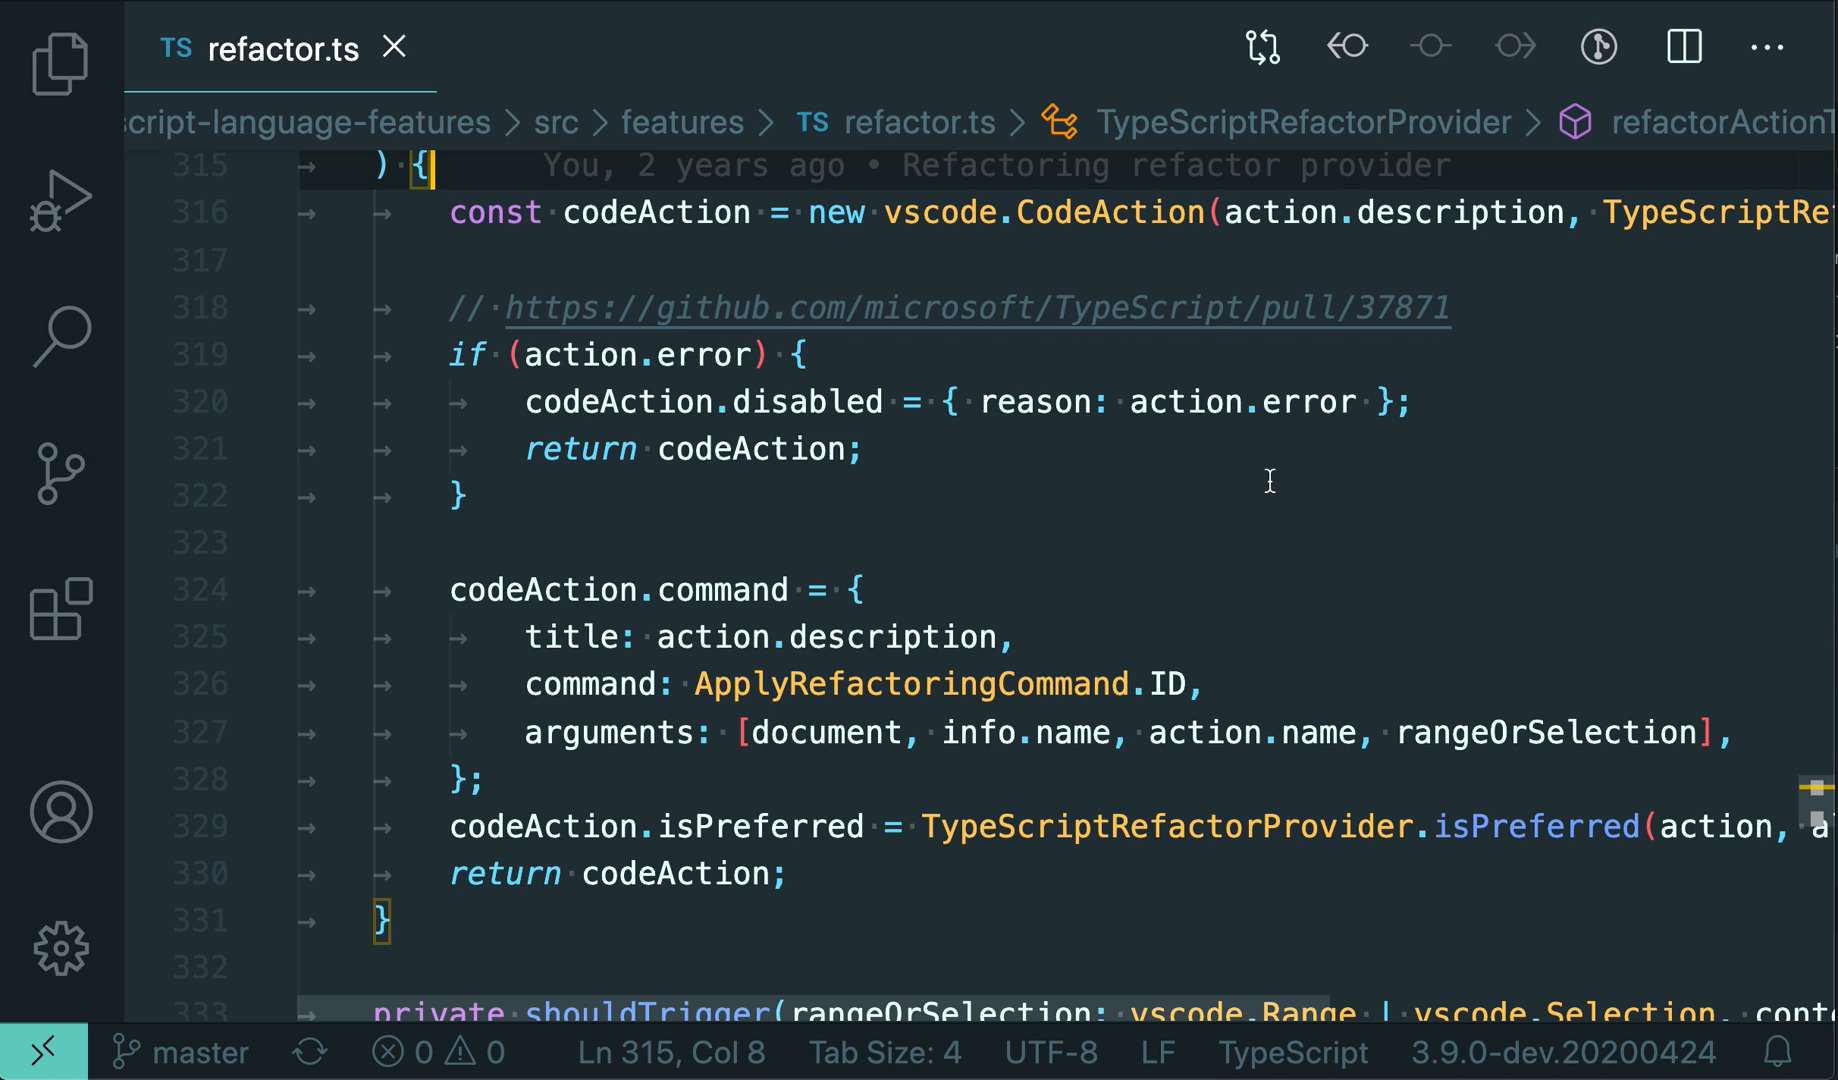 TS refactor.ts
script-language-features > src > features > TS refactor.ts > TypeScriptRefactorProvider >
315 ) { You, 2 years ago • Refactoring refactor provider
316 const codeAction = new vscode.CodeAction(action.description,
317
318 // https://github.com/microsoft/TypeScript/pull/37871
319 if (action.error) {
320 codeAction.disabled = { reason: action.error };
321 return codeAction;
322 }
323
324 codeAction.command = {
325 title: action.description,
326 command: ApplyRefactoringCommand.ID,
327 arguments: [document, info.name, action.name, rangeOrSelection],
328 };
329 codeAction.isPreferred = TypeScriptRefactorProvider.isPreferred(action,
330 return codeAction;
331 }
332
333 private shouldTrigger(rangeOrSelection: vscode.Range | vscode.Selection,
master 0 0 Ln 315, Col 8 Tab Size: 4 UTF-8 LF TypeScript 3.9.0-dev.20200424